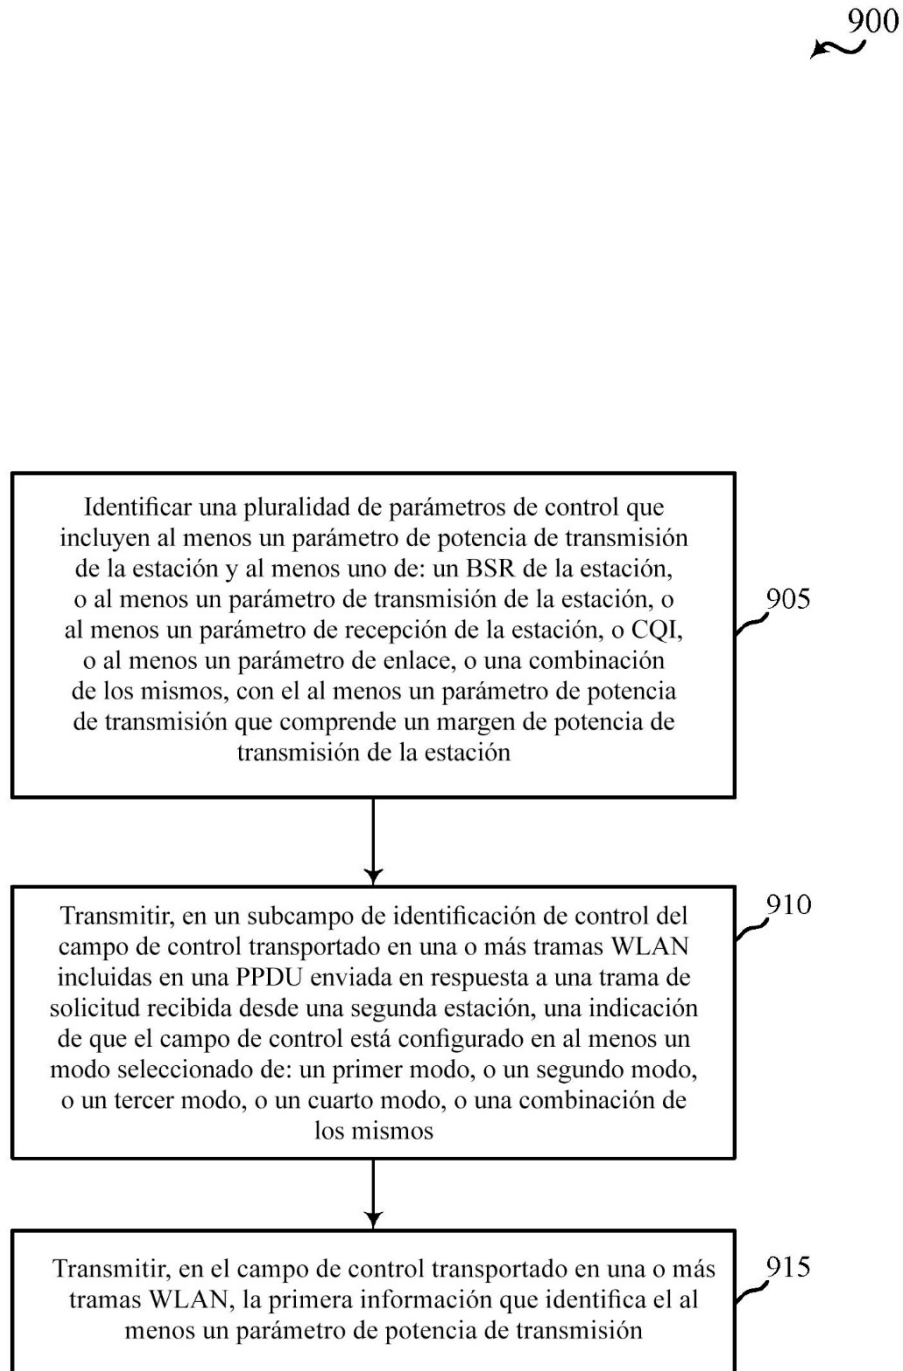 900
Identificar una pluralidad de parámetros de control que
incluyen al menos un parámetro de potencia de transmisión
de la estación y al menos uno de: un BSR de la estación,
o al menos un parámetro de transmisión de la estación, o
al menos un parámetro de recepción de la estación, o CQI,
o al menos un parámetro de enlace, o una combinación
de los mismos, con el al menos un parámetro de potencia
de transmisión que comprende un margen de potencia de
transmisión de la estación
905
Transmitir, en un subcampo de identificación de control del
campo de control transportado en una o más tramas WLAN
incluidas en una PPDU enviada en respuesta a una trama de
solicitud recibida desde una segunda estación, una indicación
de que el campo de control está configurado en al menos un
modo seleccionado de: un primer modo, o un segundo modo,
o un tercer modo, o un cuarto modo, o una combinación de
los mismos
910
Transmitir, en el campo de control transportado en una o más
tramas WLAN, la primera información que identifica el al
menos un parámetro de potencia de transmisión
915